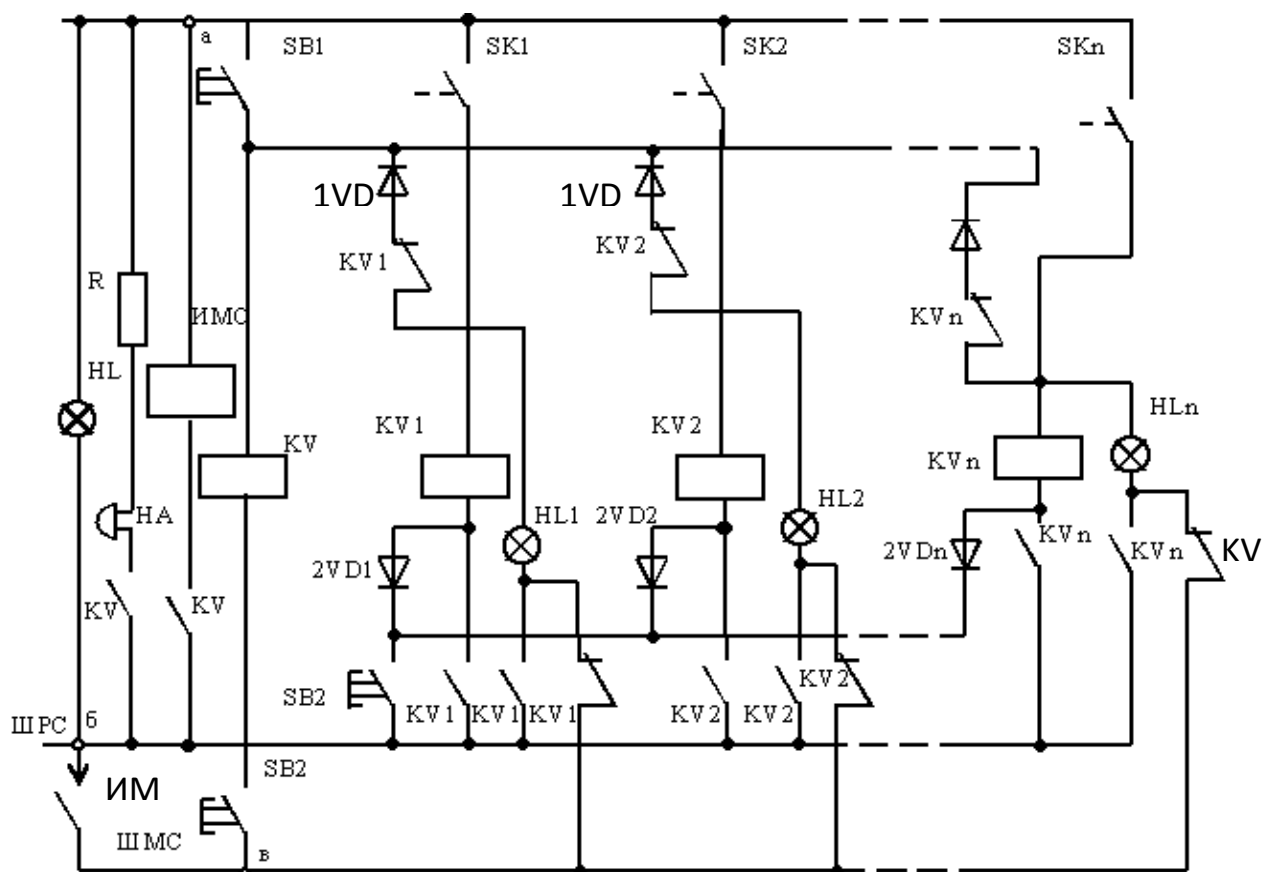 а
SB1
SK1
SK2
SKn
1VD
1VD
KV1
KV2
R
ИМС
KVn
HL
KV1
KV2
HLn
KV
KVn
HA
HL1
2VD2
HL2
2VD1
2VDn
KVn
KVn
KV
KV
KV
SB2
KV1
KV1
KV1
KV2
KV2
KV2
ШРС
б
SB2
ИМ
ШМС
в